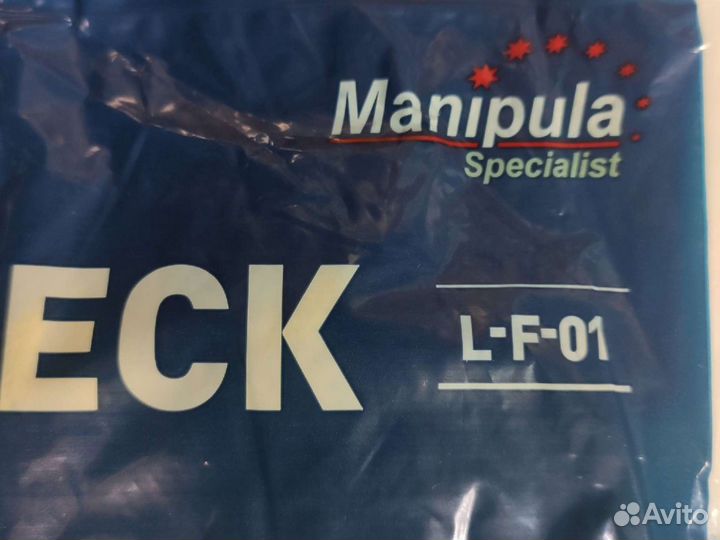 Manipula
Specialist
ECK
L-F-01
Avito